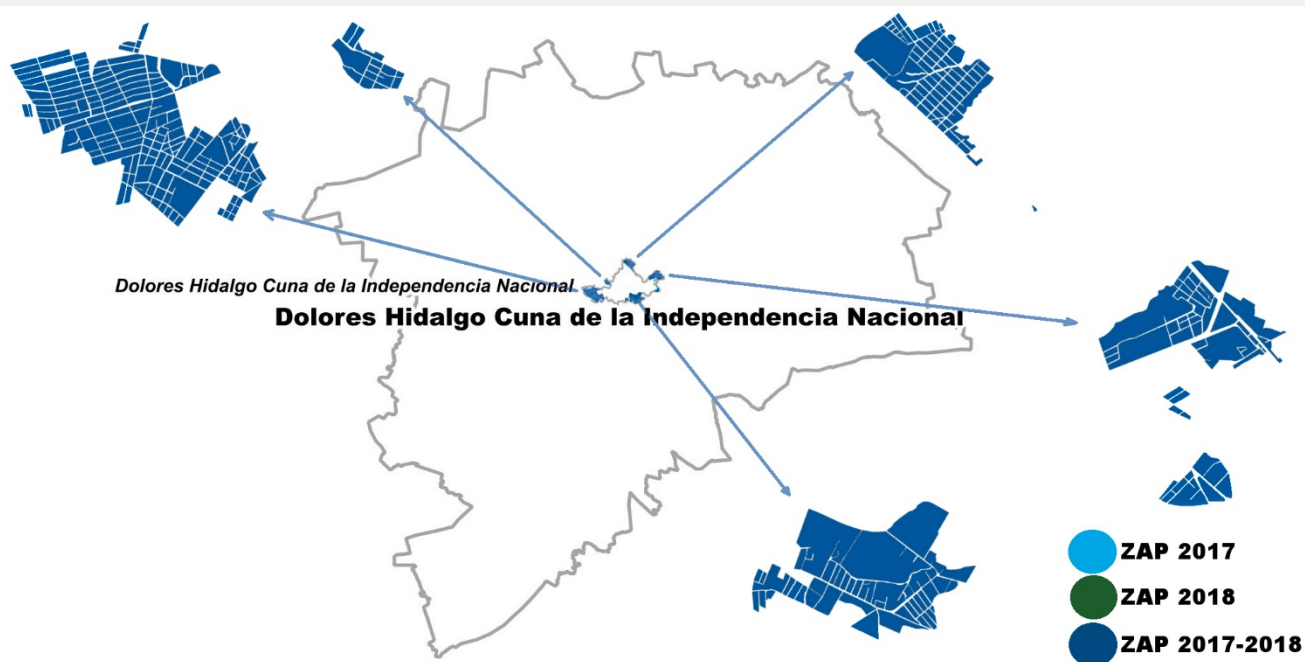 Dolores Hidalgo Cuna de la Independencia Nacional
Dolores Hidalgo Cuna de la Independencia Nacional
ZAP 2017
ZAP 2018
ZAP 2017-2018